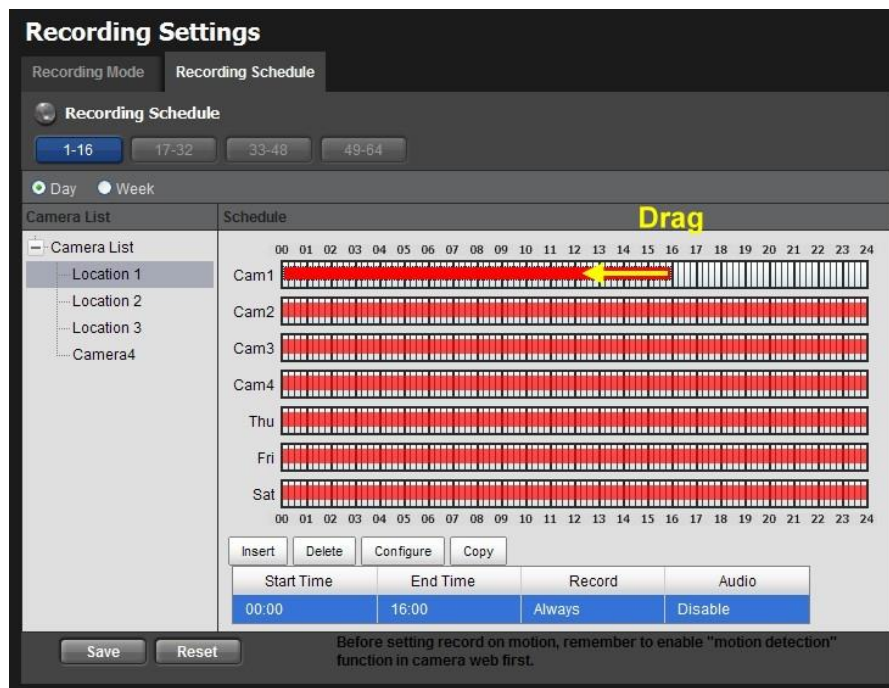 Recording Settings
Recording Mode Recording Schedule
Recording Schedule
1-16 17-32 33-48 49-64
Day Week
Camera List Schedule
Drag
Camera List
Location 1
Location 2
Location 3
Camera4
00 01 02 03 04 05 06 07 08 09 10 11 12 13 14 15 16 17 18 19 20 21 22 23 24
Cam1
Cam2
Cam3
Cam4
Thu
Fri
Sat
00 01 02 03 04 05 06 07 08 09 10 11 12 13 14 15 16 17 18 19 20 21 22 23 24
Insert Delete Configure Copy
Start Time End Time Record Audio
00:00 16:00 Always Disable
Save Reset
Before setting record on motion, remember to enable "motion detection"
function in camera web first.